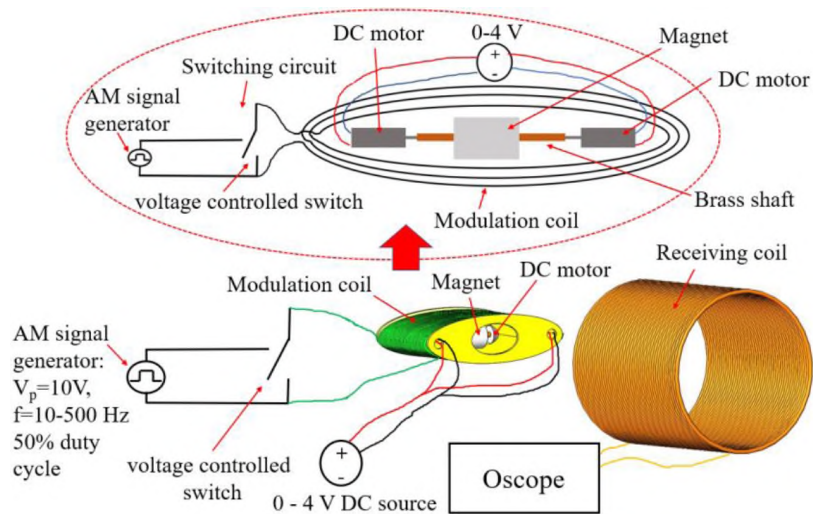 0-4 V
+
-
DC motor
Magnet
Switching circuit
DC motor
AM signal
generator
voltage controlled switch
Modulation coil
Brass shaft
Receiving coil
Modulation coil
Magnet
DC motor
AM signal
generator:
Vp=10V,
f=10-500 Hz
50% duty
cycle
voltage controlled
switch
+
-
0 - 4 V DC source
Oscope